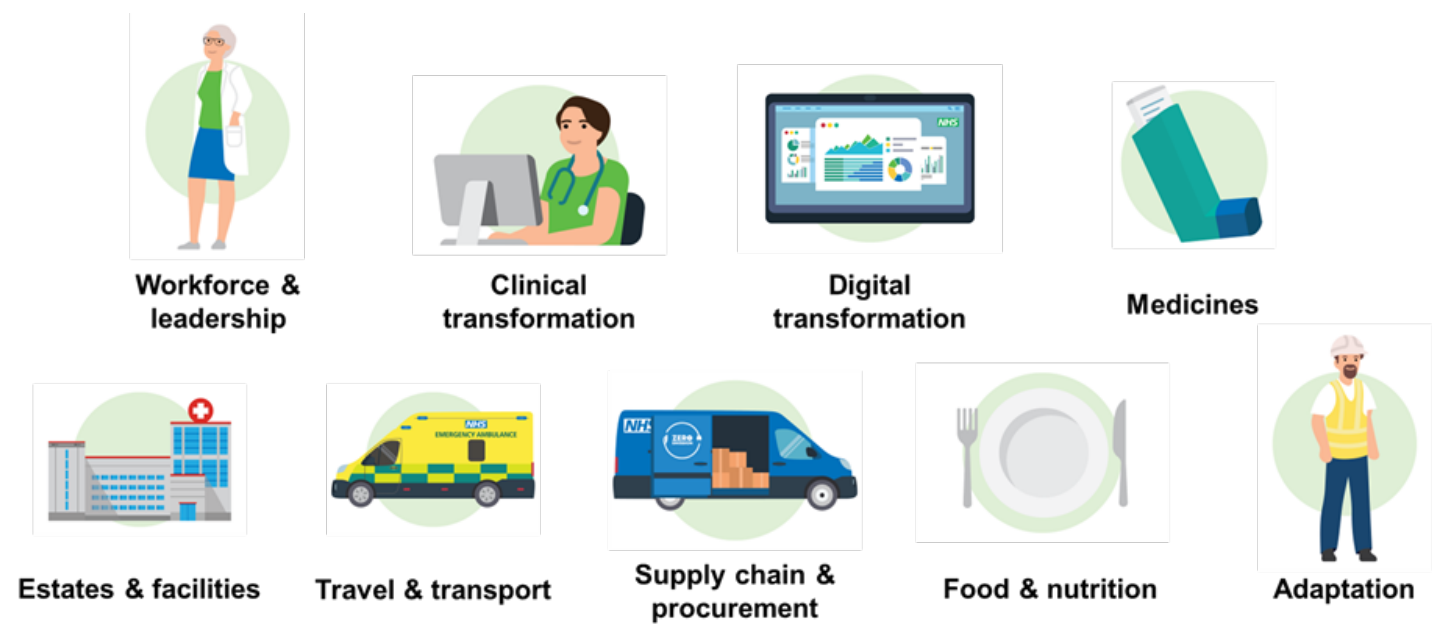 NHS
Workforce &
leadership
Clinical
transformation
Digital
transformation
Medicines
NHS
EMERGENCY AMBULANCE
NHS
ZERO
Estates & facilities
Travel & transport
Supply chain &
procurement
Food & nutrition
Adaptation